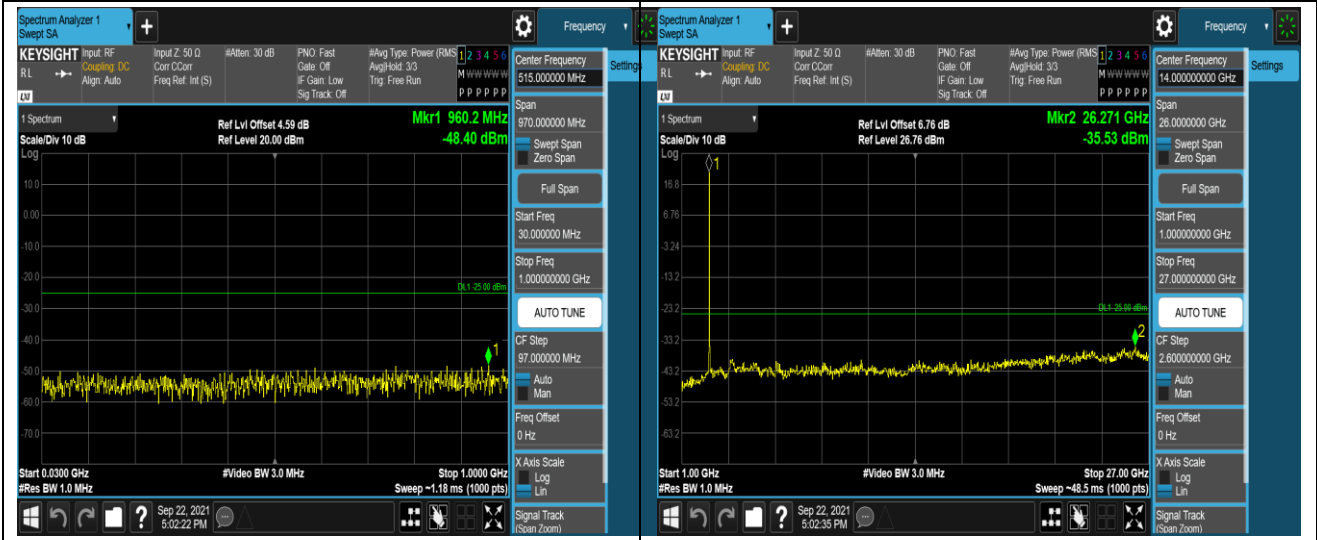 Spectrum Analyzer 1
Swept SA
Frequency
KEYSIGHT
RL
Input: RF
Coupling: DC
Align: Auto
Input Z: 50 Ω
Corr CCorr
Freq Ref: Int (S)
#Atten: 30 dB
PNO: Fast
Gate: Off
IF Gain: Low
Sig Track: Off
#Avg Type: Power (RMS
Avg|Hold: 3/3
Trig: Free Run
1 2 3 4 5 6
M W W W W W
P P P P P P
Center Frequency
515.000000 MHz
Settings
1 Spectrum
Scale/Div 10 dB
Log
Ref Lvl Offset 4.59 dB
Ref Level 20.00 dBm
Mkr1 960.2 MHz
-48.40 dBm
10.0
0.00
-10.0
-20.0
-30.0
-40.0
-50.0
-60.0
-70.0
DL1 -25.00 dBm
1
Start 0.0300 GHz
#Res BW 1.0 MHz
#Video BW 3.0 MHz
Stop 1.0000 GHz
Sweep ~1.18 ms (1000 pts)
Span
970.000000 MHz
Swept Span
Zero Span
Full Span
Start Freq
30.000000 MHz
Stop Freq
1.000000000 GHz
AUTO TUNE
CF Step
97.000000 MHz
Auto
Man
Freq Offset
0 Hz
X Axis Scale
Log
Lin
Signal Track
(Span Zoom)
?
Sep 22, 2021
5:02:22 PM
Spectrum Analyzer 1
Swept SA
Frequency
KEYSIGHT
RL
Input: RF
Coupling: DC
Align: Auto
Input Z: 50 Ω
Corr CCorr
Freq Ref: Int (S)
#Atten: 30 dB
PNO: Fast
Gate: Off
IF Gain: Low
Sig Track: Off
#Avg Type: Power (RMS
Avg|Hold: 3/3
Trig: Free Run
1 2 3 4 5 6
M W W W W W
P P P P P P
Center Frequency
14.000000000 GHz
Settings
1 Spectrum
Scale/Div 10 dB
Log
Ref Lvl Offset 6.76 dB
Ref Level 26.76 dBm
Mkr2 26.271 GHz
-35.53 dBm
1
16.8
6.76
-3.24
-13.2
-23.2
-33.2
-43.2
-53.2
-63.2
DL1 -25.00 dBm
2
Start 1.00 GHz
#Res BW 1.0 MHz
#Video BW 3.0 MHz
Stop 27.00 GHz
Sweep ~48.5 ms (1000 pts)
Span
26.0000000 GHz
Swept Span
Zero Span
Full Span
Start Freq
1.000000000 GHz
Stop Freq
27.000000000 GHz
AUTO TUNE
CF Step
2.600000000 GHz
Auto
Man
Freq Offset
0 Hz
X Axis Scale
Log
Lin
Signal Track
(Span Zoom)
?
Sep 22, 2021
5:02:35 PM